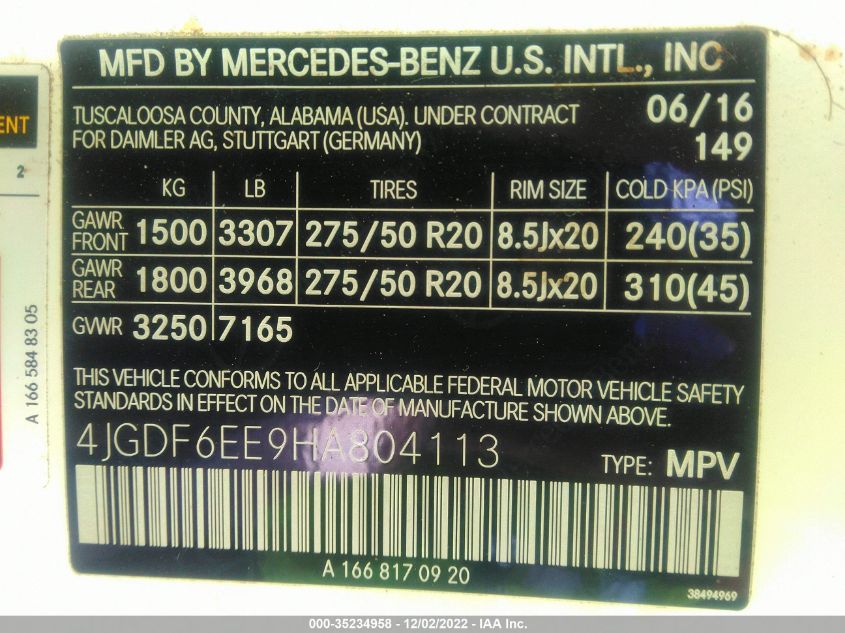 MFD BY MERCEDES-BENZ U.S. INTL., INC
TUSCALOOSA COUNTY, ALABAMA (USA). UNDER CONTRACT
FOR DAIMLER AG, STUTTGART (GERMANY)
06/16
149
KG LB TIRES RIM SIZE COLD KPA (PSI)
GAWR FRONT 1500 3307 275/50 R20 8.5Jx20 240(35)
GAWR REAR 1800 3968 275/50 R20 8.5Jx20 310(45)
GVWR 3250 7165
THIS VEHICLE CONFORMS TO ALL APPLICABLE FEDERAL MOTOR VEHICLE SAFETY
STANDARDS IN EFFECT ON THE DATE OF MANUFACTURE SHOWN ABOVE.
4JGDF6EE9HA804113
TYPE: MPV
A 166 817 09 20
38494969
ENT
2
A 166 584 83 05
000-35234958 - 12/02/2022 - IAA Inc.